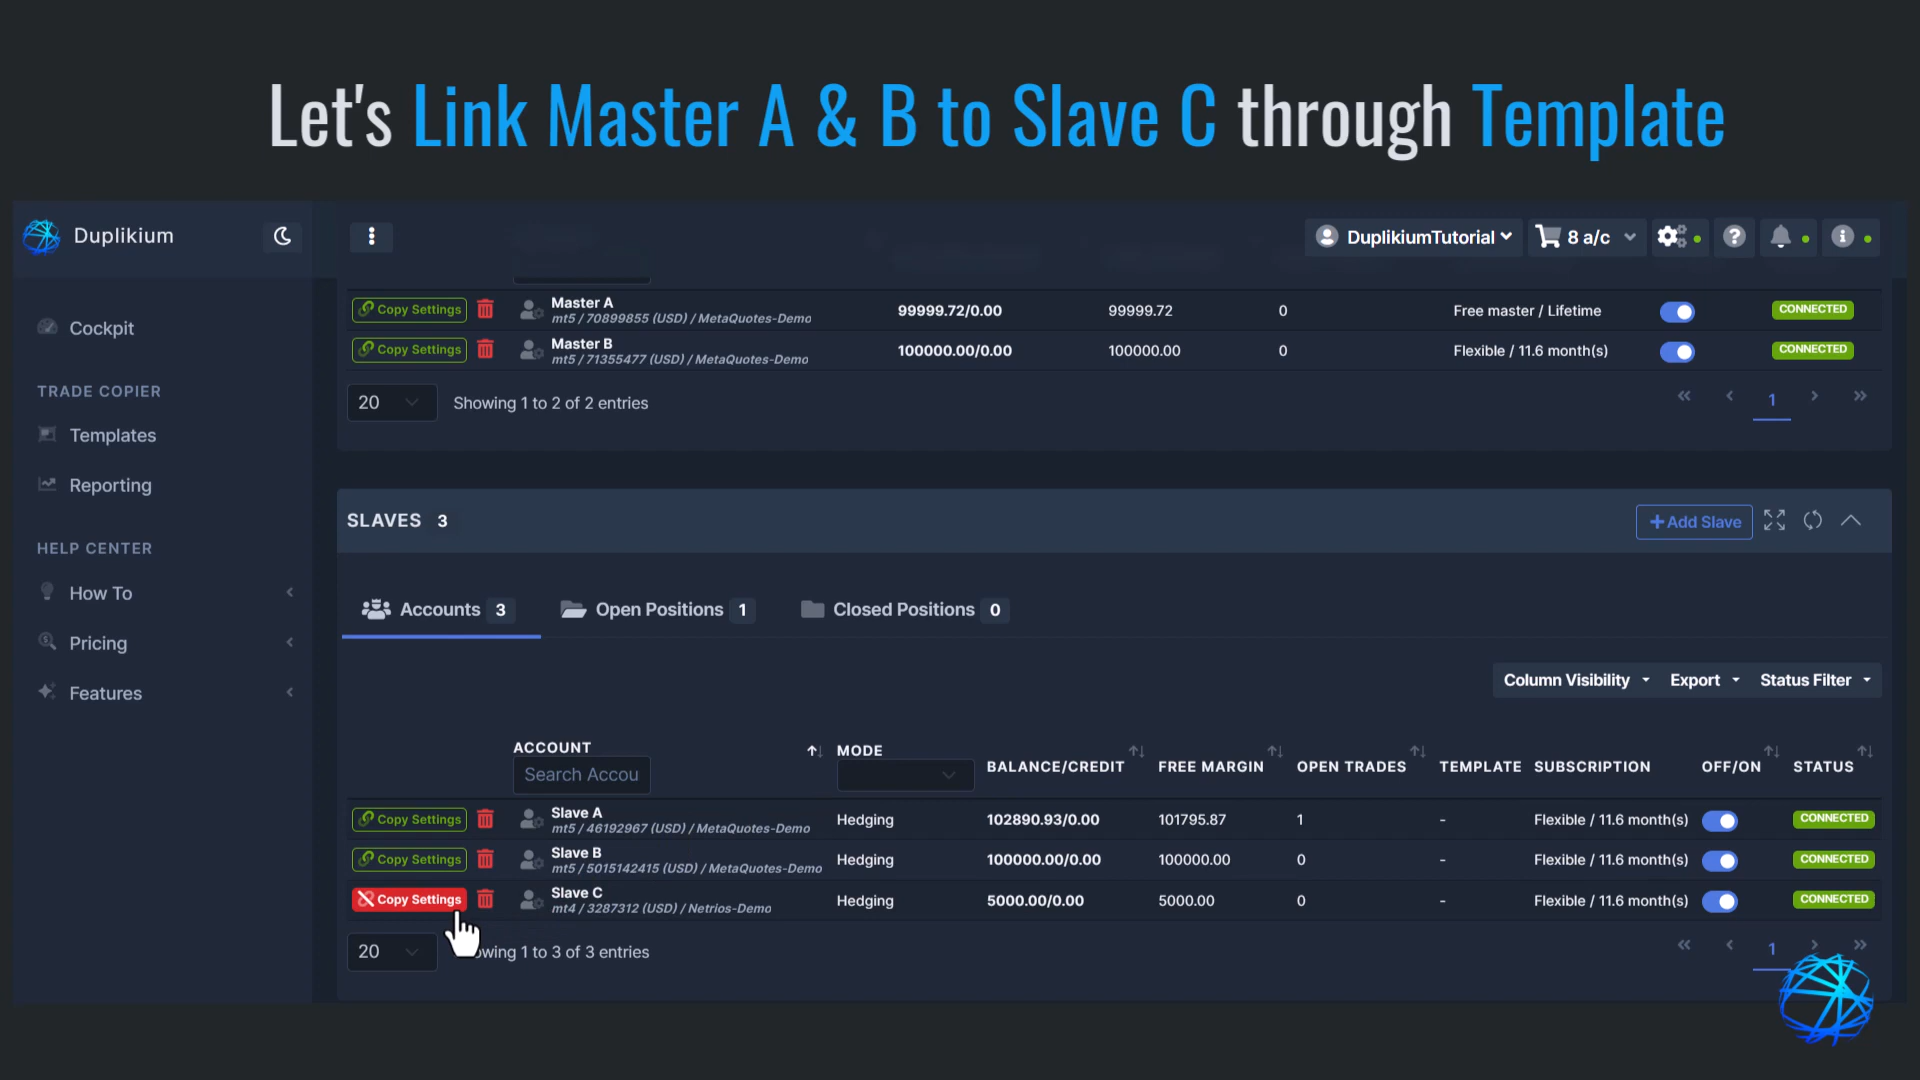 Let's Link Master A & B to Slave C through Template
Duplikium
DuplikiumTutorial
8 a/c
Cockpit
TRADE COPIER
Templates
Reporting
HELP CENTER
How To
Pricing
Features
Copy Settings Master A 99999.72/0.00 99999.72 0 Free master / Lifetime CONNECTED
mt5 / 70899855 (USD) / MetaQuotes-Demo
Copy Settings Master B 100000.00/0.00 100000.00 0 Flexible / 11.6 month(s) CONNECTED
mt5 / 71355477 (USD) / MetaQuotes-Demo
20 Showing 1 to 2 of 2 entries « ‹ 1 › »
SLAVES 3 +Add Slave
Accounts 3 Open Positions 1 Closed Positions 0
Column Visibility Export Status Filter
ACCOUNT MODE BALANCE/CREDIT FREE MARGIN OPEN TRADES TEMPLATE SUBSCRIPTION OFF/ON STATUS
Search Accou
Copy Settings Slave A Hedging 102890.93/0.00 101795.87 1 - Flexible / 11.6 month(s) CONNECTED
mt5 / 46192967 (USD) / MetaQuotes-Demo
Copy Settings Slave B Hedging 100000.00/0.00 100000.00 0 - Flexible / 11.6 month(s) CONNECTED
mt5 / 5015142415 (USD) / MetaQuotes-Demo
Copy Settings Slave C Hedging 5000.00/0.00 5000.00 0 - Flexible / 11.6 month(s) CONNECTED
mt4 / 3287312 (USD) / Netrios-Demo
20 owing 1 to 3 of 3 entries « ‹ 1 › »